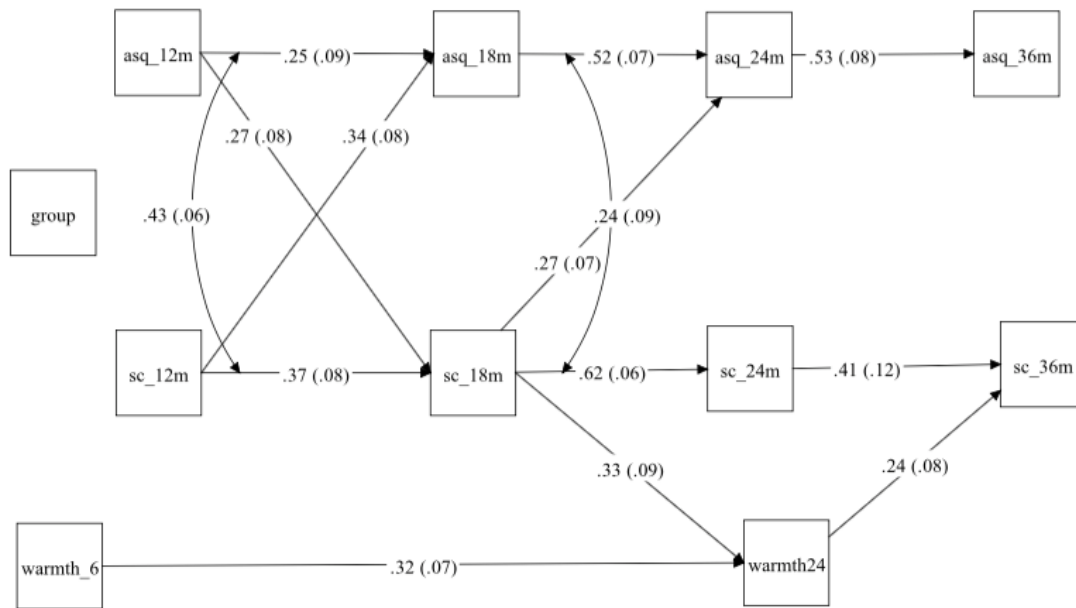 asq_12m
.25 (.09)
asq_18m
.52 (.07)
asq_24m
.53 (.08)
asq_36m
.27 (.08)
.34 (.08)
group
.43 (.06)
.24 (.09)
.27 (.07)
sc_12m
.37 (.08)
sc_18m
.62 (.06)
sc_24m
.41 (.12)
sc_36m
.33 (.09)
.24 (.08)
warmth_6
.32 (.07)
warmth24